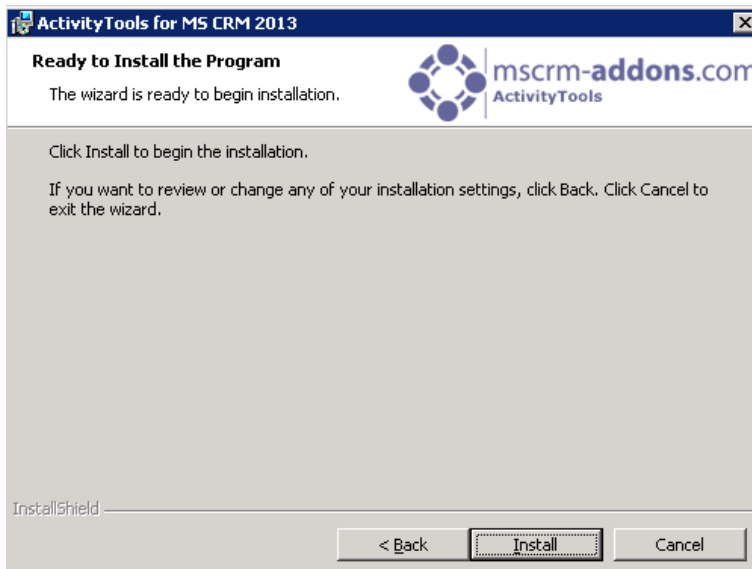 ActivityTools for MS CRM 2013
Ready to Install the Program
The wizard is ready to begin installation.
mscrm-addons.com
ActivityTools
Click Install to begin the installation.
If you want to review or change any of your installation settings, click Back. Click Cancel to
exit the wizard.
InstallShield
< Back
Install
Cancel